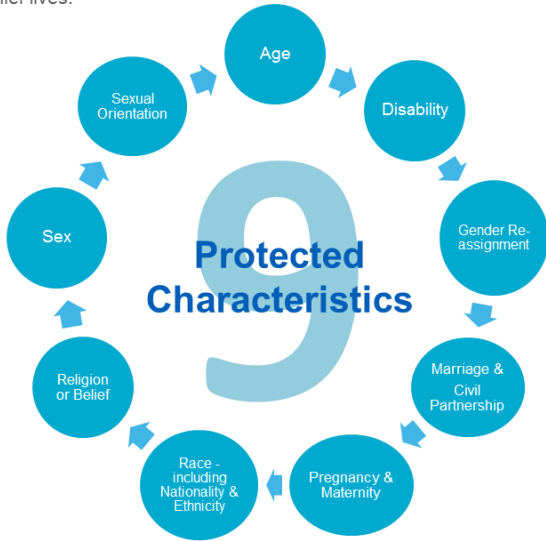 lives.
Age
Disability
Gender Re-
assignment
Marriage &
Civil
Partnership
Pregnancy &
Maternity
Race -
including
Nationality &
Ethnicity
Religion
or Belief
Sex
Sexual
Orientation
9
Protected
Characteristics